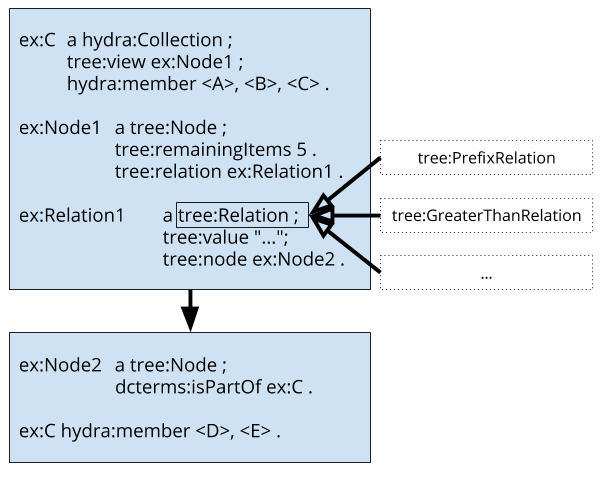 ex:C a hydra:Collection ;
tree:view ex:Node1 ;
hydra:member <A>, <B>, <C> .
ex:Node1 a tree:Node ;
tree:remainingItems 5 .
tree:relation ex:Relation1 .
ex:Relation1 a tree:Relation ;
tree:value "...";
tree:node ex:Node2 .
tree:PrefixRelation
tree:GreaterThanRelation
...
ex:Node2 a tree:Node ;
dcterms:isPartOf ex:C .
ex:C hydra:member <D>, <E> .